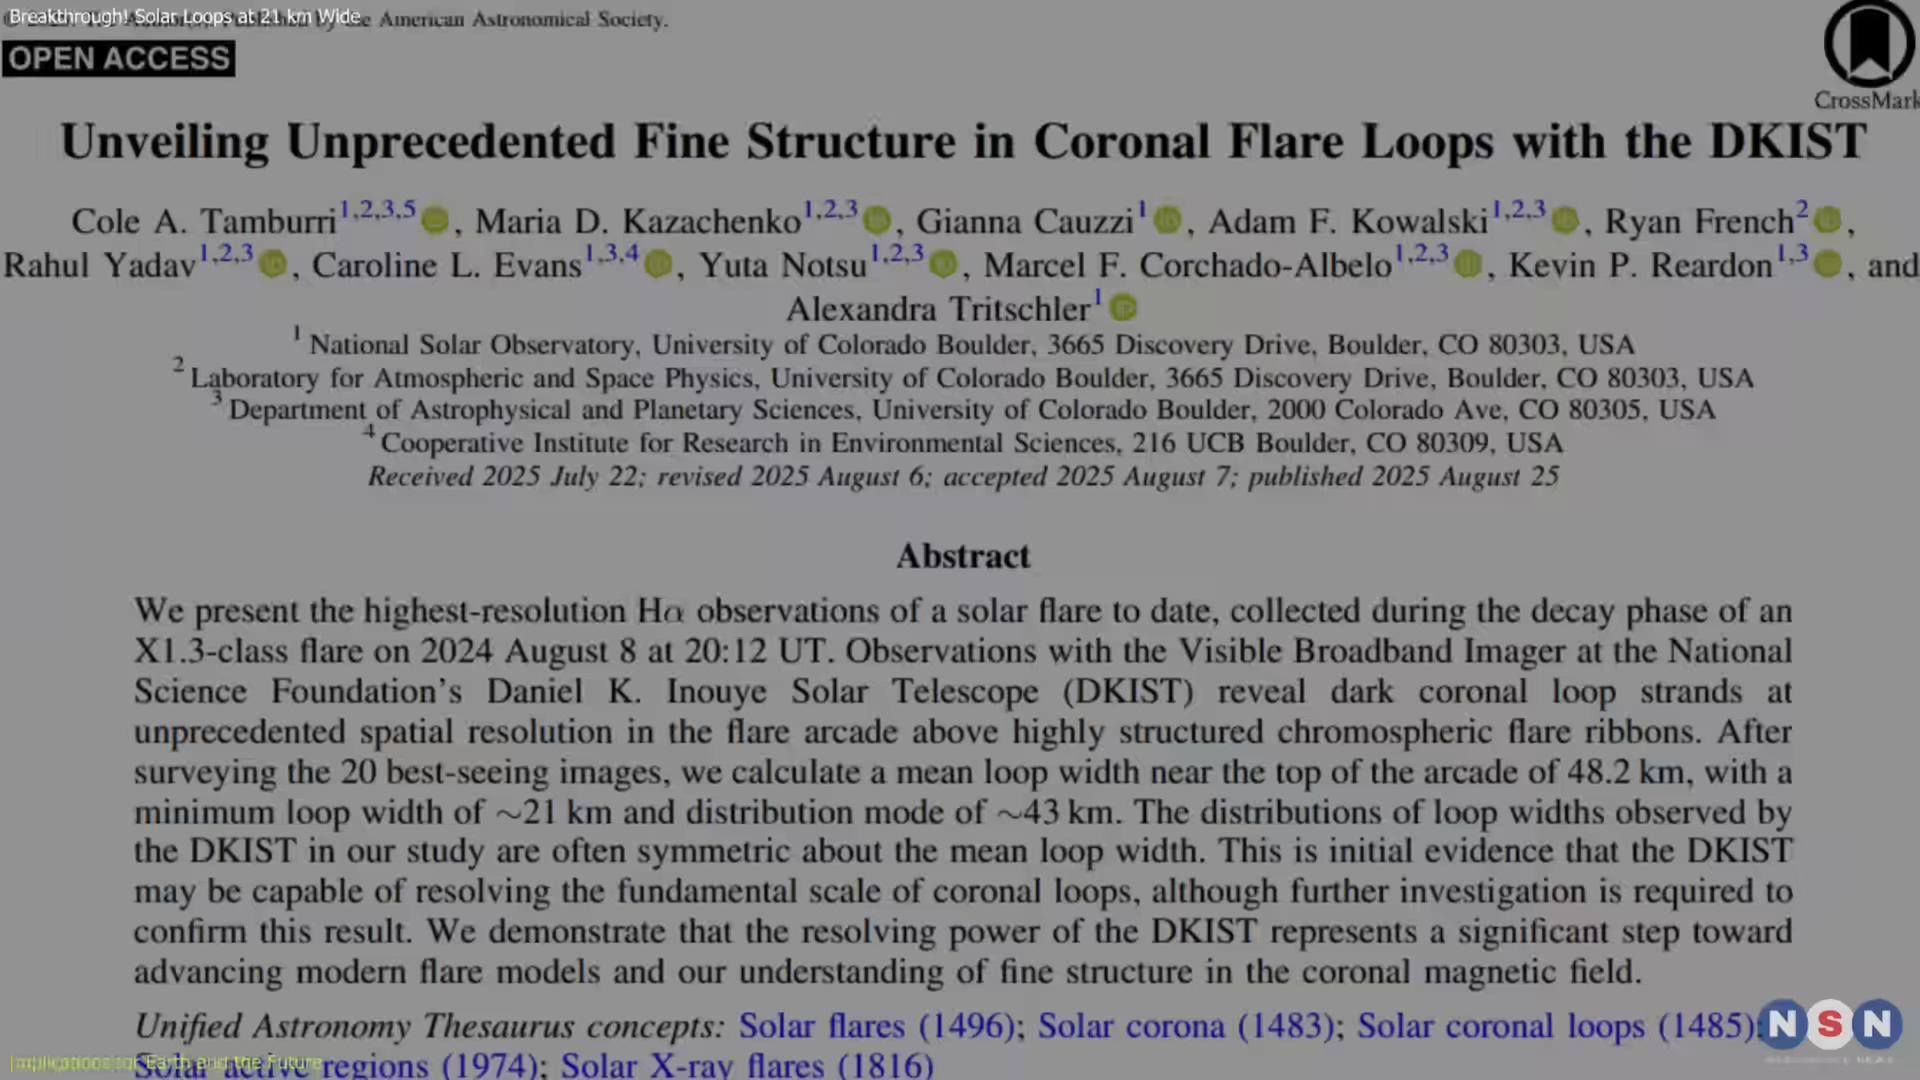 Breakthrough! Solar Loops at 21 km Wide
by the American Astronomical Society.
OPEN ACCESS
CrossMark
Unveiling Unprecedented Fine Structure in Coronal Flare Loops with the DKIST
Cole A. Tamburri1,2,3,5, Maria D. Kazachenko1,2,3, Gianna Cauzzi1, Adam F. Kowalski1,2,3, Ryan French2,
Rahul Yadav1,2,3, Caroline L. Evans1,3,4, Yuta Notsu1,2,3, Marcel F. Corchado-Albelo1,2,3, Kevin P. Reardon1,3, and
Alexandra Tritschler1
1 National Solar Observatory, University of Colorado Boulder, 3665 Discovery Drive, Boulder, CO 80303, USA
2 Laboratory for Atmospheric and Space Physics, University of Colorado Boulder, 3665 Discovery Drive, Boulder, CO 80303, USA
3 Department of Astrophysical and Planetary Sciences, University of Colorado Boulder, 2000 Colorado Ave, CO 80305, USA
4 Cooperative Institute for Research in Environmental Sciences, 216 UCB Boulder, CO 80309, USA
Received 2025 July 22; revised 2025 August 6; accepted 2025 August 7; published 2025 August 25
Abstract
We present the highest-resolution Hα observations of a solar flare to date, collected during the decay phase of an
X1.3-class flare on 2024 August 8 at 20:12 UT. Observations with the Visible Broadband Imager at the National
Science Foundation's Daniel K. Inouye Solar Telescope (DKIST) reveal dark coronal loop strands at
unprecedented spatial resolution in the flare arcade above highly structured chromospheric flare ribbons. After
surveying the 20 best-seeing images, we calculate a mean loop width near the top of the arcade of 48.2 km, with a
minimum loop width of ~21 km and distribution mode of ~43 km. The distributions of loop widths observed by
the DKIST in our study are often symmetric about the mean loop width. This is initial evidence that the DKIST
may be capable of resolving the fundamental scale of coronal loops, although further investigation is required to
confirm this result. We demonstrate that the resolving power of the DKIST represents a significant step toward
advancing modern flare models and our understanding of fine structure in the coronal magnetic field.
Unified Astronomy Thesaurus concepts: Solar flares (1496); Solar corona (1483); Solar coronal loops (1485);
Solar active regions (1974); Solar X-ray flares (1816)
Implications for Earth and the Future
NSN